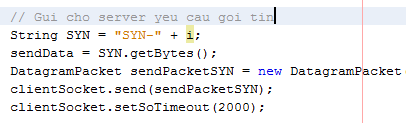 // Gui cho server yeu cau goi tin
String SYN = "SYN-" + i;
sendData = SYN.getBytes();
DatagramPacket sendPacketSYN = new DatagramPacket
clientSocket.send(sendPacketSYN);
clientSocket.setSoTimeout(2000);